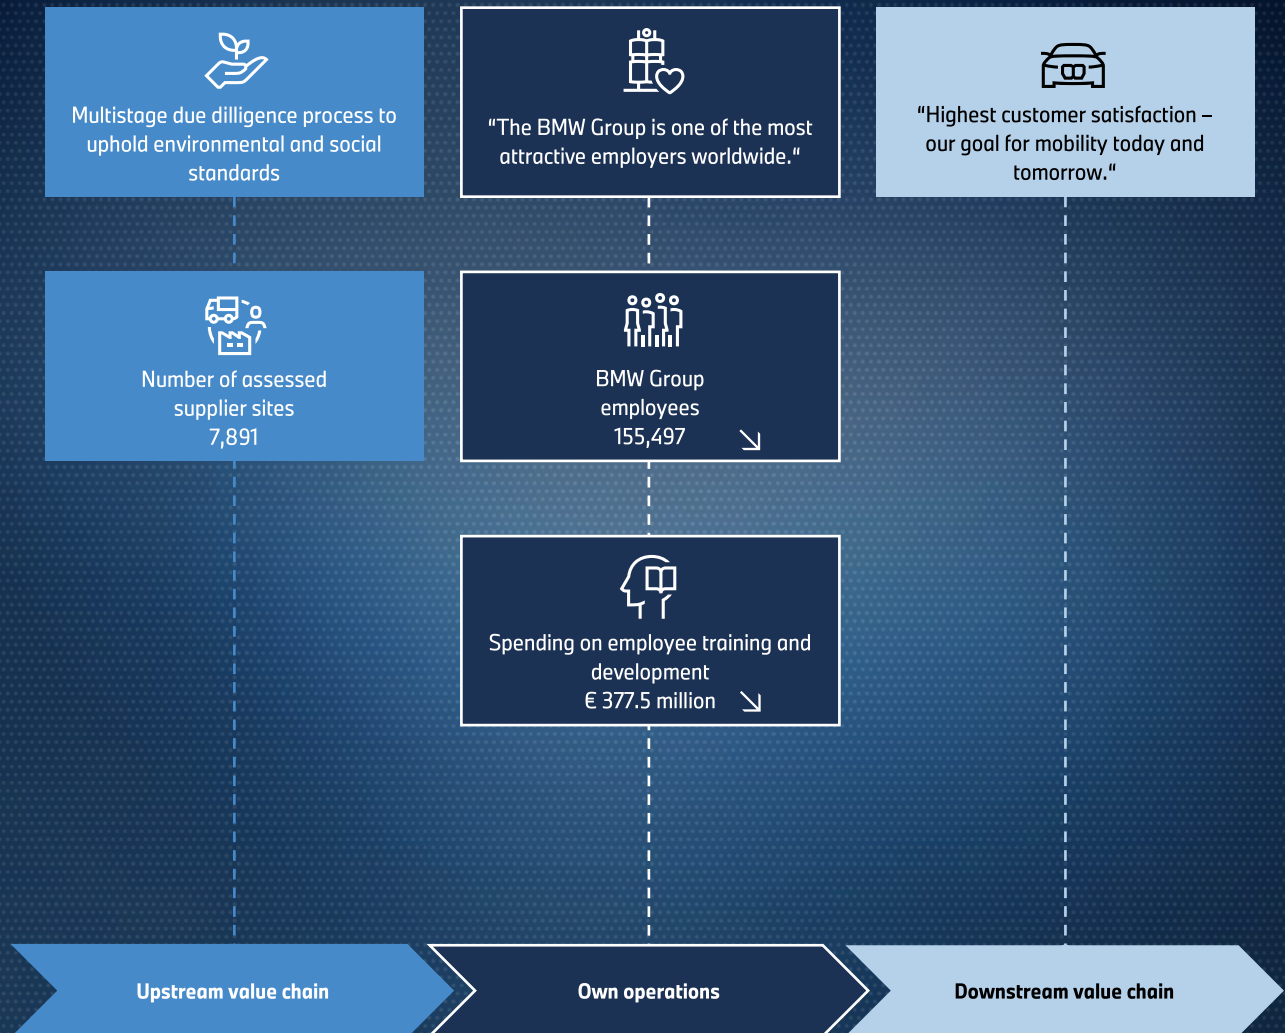 Multistage due dilligence process to
uphold environmental and social
standards
“The BMW Group is one of the most
attractive employers worldwide.“
“Highest customer satisfaction –
our goal for mobility today and
tomorrow.“
Number of assessed
supplier sites
7,891
BMW Group
employees
155,497
Spending on employee training and
development
€ 377.5 million
Upstream value chain
Own operations
Downstream value chain